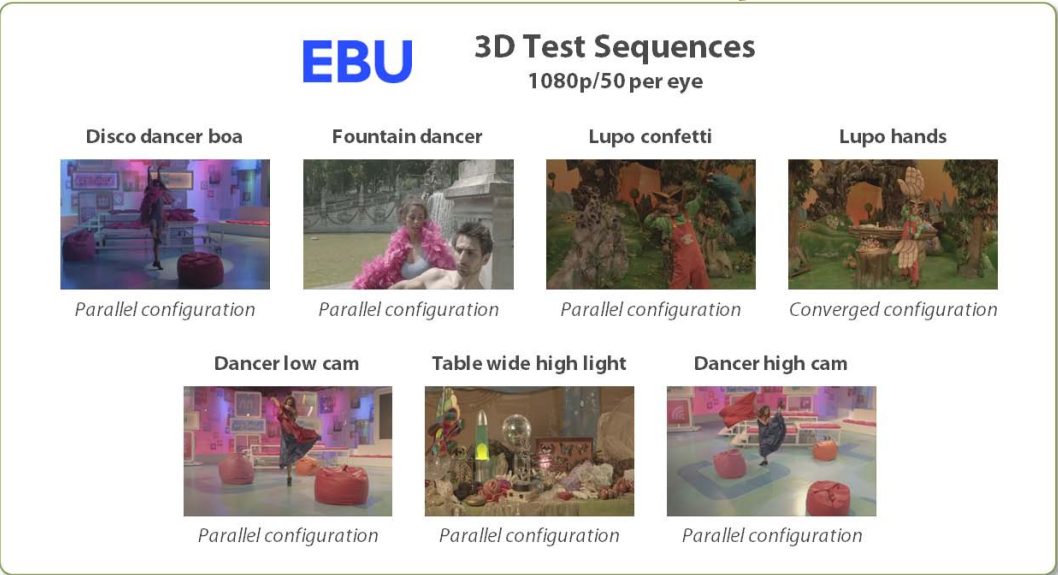 EBU
3D Test Sequences
1080p/50 per eye
Disco dancer boa
Fountain dancer
Lupo confetti
Lupo hands
Parallel configuration
Parallel configuration
Parallel configuration
Converged configuration
Dancer low cam
Table wide high light
Dancer high cam
Parallel configuration
Parallel configuration
Parallel configuration